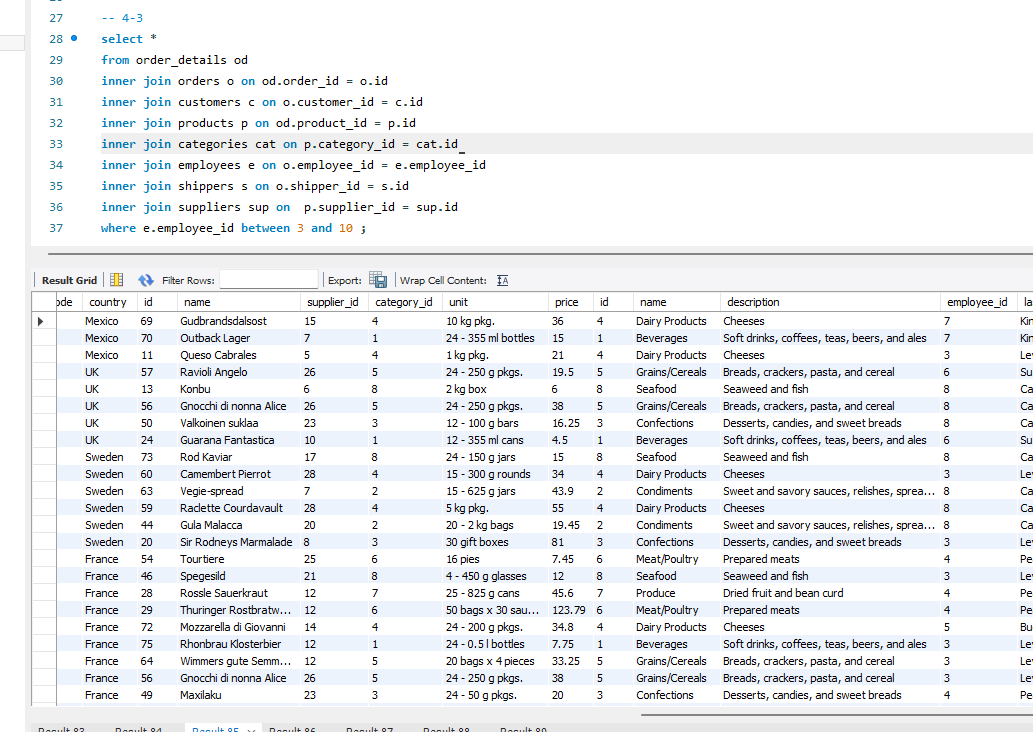 27 -- 4-3
28 select *
29 from order_details od
30 inner join orders o on od.order_id = o.id
31 inner join customers c on o.customer_id = c.id
32 inner join products p on od.product_id = p.id
33 inner join categories cat on p.category_id = cat.id
34 inner join employees e on o.employee_id = e.employee_id
35 inner join shippers s on o.shipper_id = s.id
36 inner join suppliers sup on  p.supplier_id = sup.id
37 where e.employee_id between 3 and 10 ;
Result Grid Filter Rows: Export: Wrap Cell Content:
country id name supplier_id category_id unit price id name description employee_id
Mexico 69 Gudbrandsdalsost 15 4 10 kg pkg. 36 4 Dairy Products Cheeses 7
Mexico 70 Outback Lager 7 1 24 - 355 ml bottles 15 1 Beverages Soft drinks, coffees, teas, beers, and ales 7
Mexico 11 Queso Cabrales 5 4 1 kg pkg. 21 4 Dairy Products Cheeses 3
UK 57 Ravioli Angelo 26 5 24 - 250 g pkgs. 19.5 5 Grains/Cereals Breads, crackers, pasta, and cereal 6
UK 13 Konbu 6 8 2 kg box 6 8 Seafood Seaweed and fish 8
UK 56 Gnocchi di nonna Alice 26 5 24 - 250 g pkgs. 38 5 Grains/Cereals Breads, crackers, pasta, and cereal 8
UK 50 Valkoinen suklaa 23 3 12 - 100 g bars 16.25 3 Confections Desserts, candies, and sweet breads 8
UK 24 Guarana Fantastica 10 1 12 - 355 ml cans 4.5 1 Beverages Soft drinks, coffees, teas, beers, and ales 6
Sweden 73 Rod Kaviar 17 8 24 - 150 g jars 15 8 Seafood Seaweed and fish 8
Sweden 60 Camembert Pierrot 28 4 15 - 300 g rounds 34 4 Dairy Products Cheeses 3
Sweden 63 Vegie-spread 7 2 15 - 625 g jars 43.9 2 Condiments Sweet and savory sauces, relishes, sprea... 8
Sweden 59 Raclette Courdavault 28 4 5 kg pkg. 55 4 Dairy Products Cheeses 8
Sweden 44 Gula Malacca 20 2 20 - 2 kg bags 19.45 2 Condiments Sweet and savory sauces, relishes, sprea... 8
Sweden 20 Sir Rodneys Marmalade 8 3 30 gift boxes 81 3 Confections Desserts, candies, and sweet breads 3
France 54 Tourtiere 25 6 16 pies 7.45 6 Meat/Poultry Prepared meats 4
France 46 Spegesild 21 8 4 - 450 g glasses 12 8 Seafood Seaweed and fish 3
France 28 Rossle Sauerkraut 12 7 25 - 825 g cans 45.6 7 Produce Dried fruit and bean curd 4
France 29 Thuringer Rostbratw... 12 6 50 bags x 30 sau... 123.79 6 Meat/Poultry Prepared meats 4
France 72 Mozzarella di Giovanni 14 4 24 - 200 g pkgs. 34.8 4 Dairy Products Cheeses 5
France 75 Rhonbrau Klosterbier 12 1 24 - 0.5 l bottles 7.75 1 Beverages Soft drinks, coffees, teas, beers, and ales 3
France 64 Wimmers gute Semm... 12 5 20 bags x 4 pieces 33.25 5 Grains/Cereals Breads, crackers, pasta, and cereal 3
France 56 Gnocchi di nonna Alice 26 5 24 - 250 g pkgs. 38 5 Grains/Cereals Breads, crackers, pasta, and cereal 3
France 49 Maxilaku 23 3 24 - 50 g pkgs. 20 3 Confections Desserts, candies, and sweet breads 4
Result 83 Result 84 Result 85 Result 86 Result 87 Result 88 Result 89